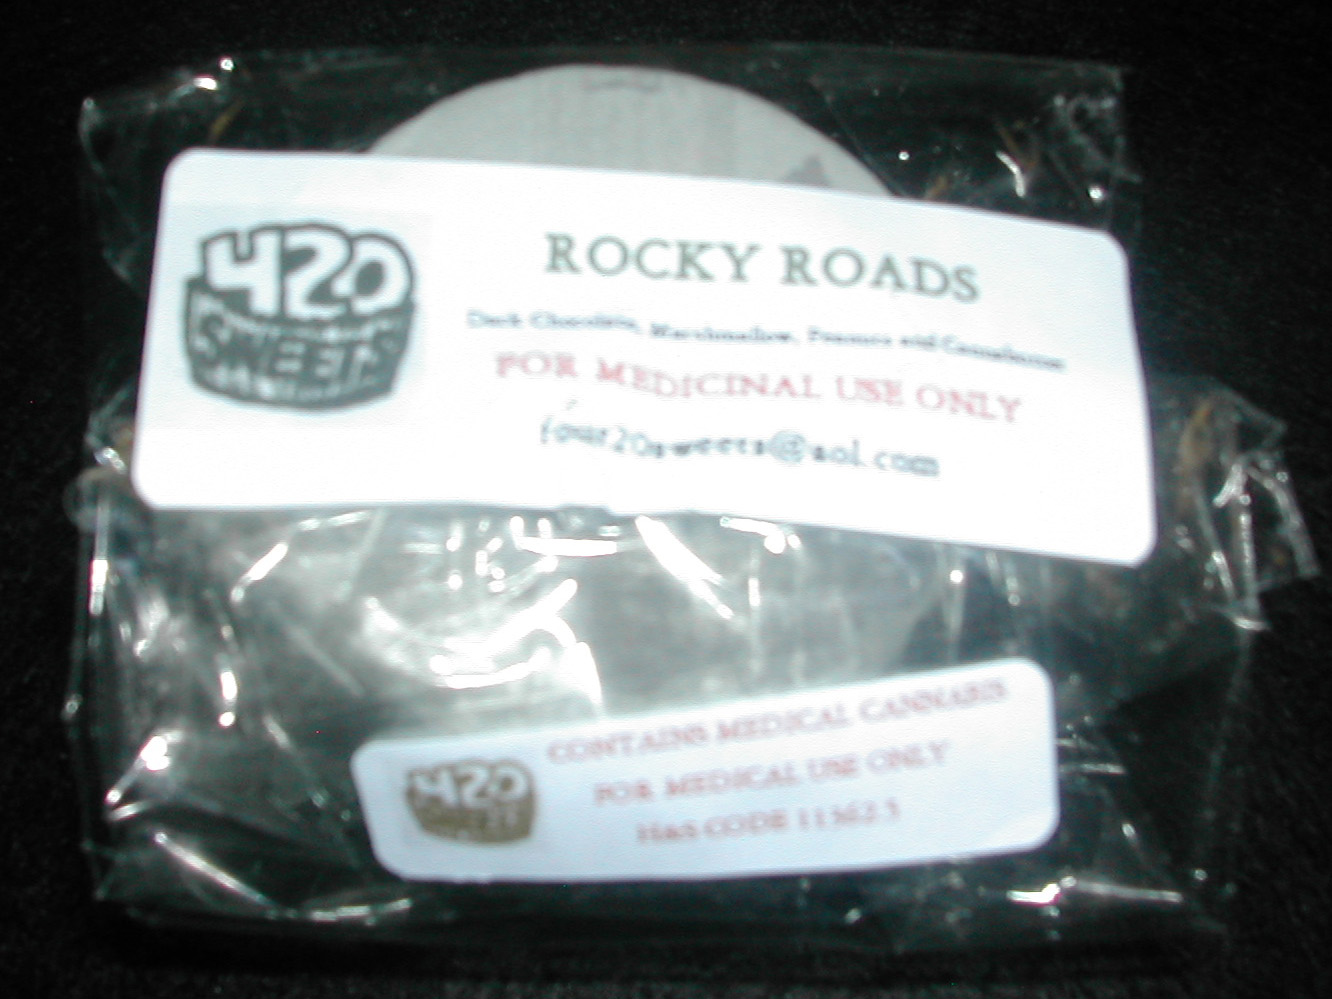 420
SWEETS
ROCKY ROADS
Dark Chocolate, Marshmallow, Peanuts and
FOR MEDICINAL USE ONLY
four20sweets@aol.com
420
CONTAINS MEDICAL CANNABIS
FOR MEDICAL USE ONLY
H&S CODE 11362.5